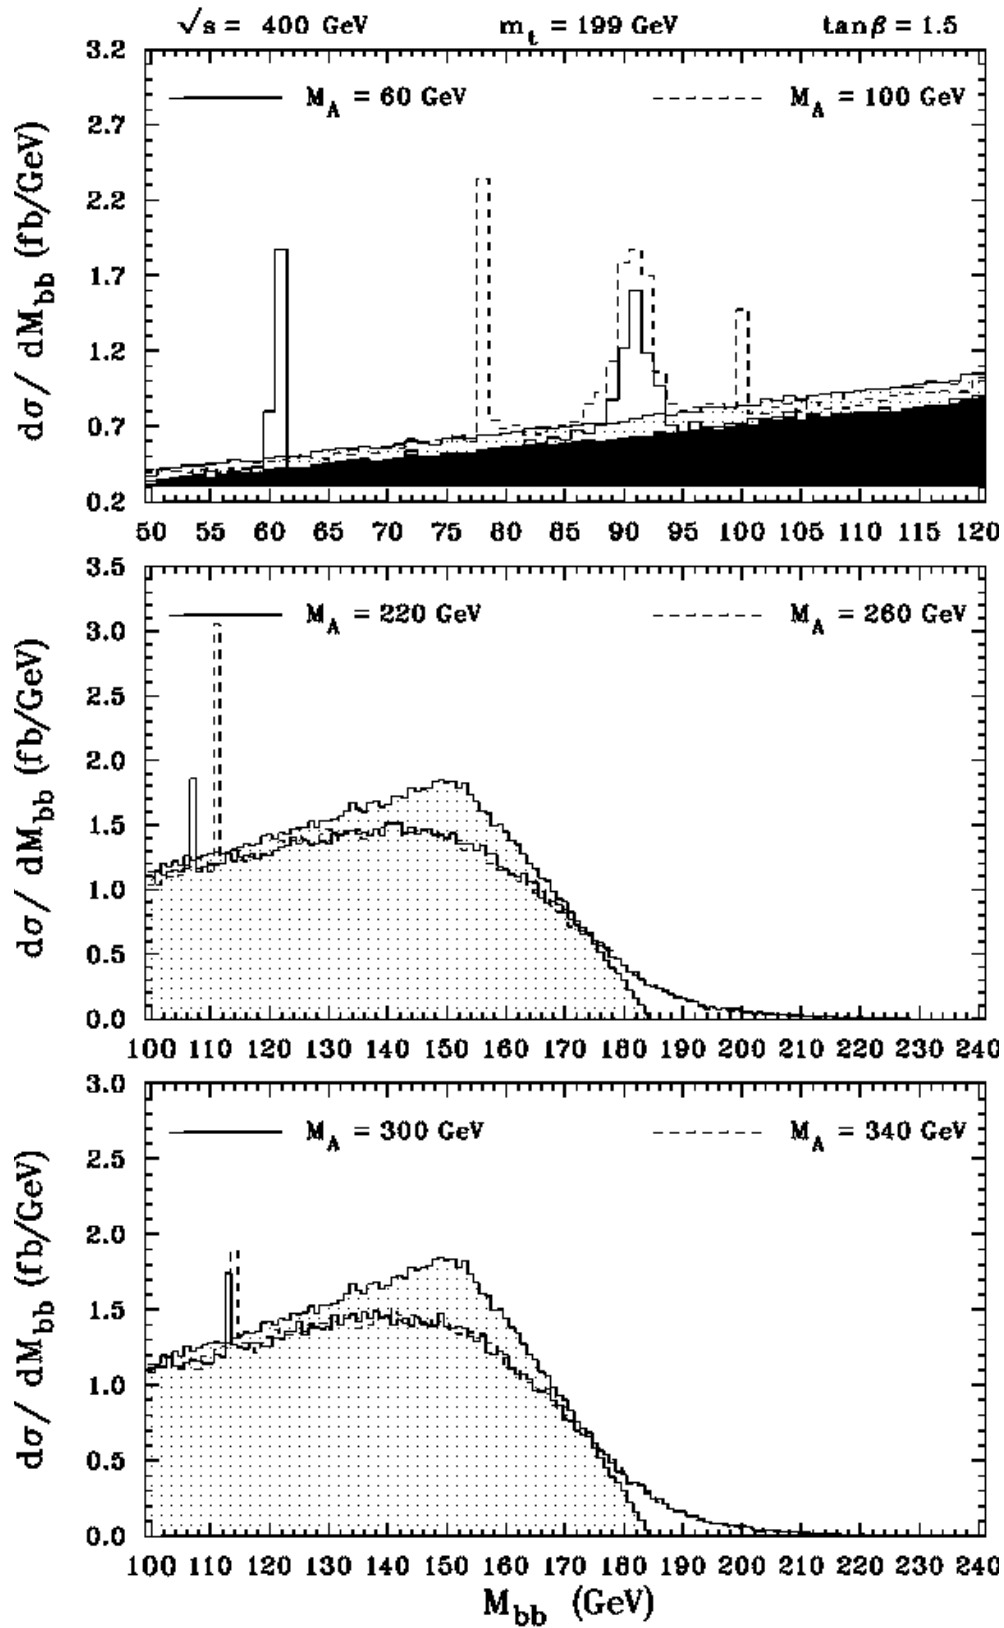 √s = 400 GeV m_t = 199 GeV tanβ = 1.5
3.2
M_A = 60 GeV M_A = 100 GeV
2.7
2.2
1.7
1.2
0.7
0.2
dσ/ dM_bb (fb/GeV)
50 55 60 65 70 75 80 85 90 95 100 105 110 115 120
3.5
M_A = 220 GeV M_A = 260 GeV
3.0
2.5
2.0
1.5
1.0
0.5
0.0
dσ/ dM_bb (fb/GeV)
100 110 120 130 140 150 160 170 180 190 200 210 220 230 240
3.0
M_A = 300 GeV M_A = 340 GeV
2.5
2.0
1.5
1.0
0.5
0.0
dσ/ dM_bb (fb/GeV)
100 110 120 130 140 150 160 170 180 190 200 210 220 230 240
M_bb (GeV)